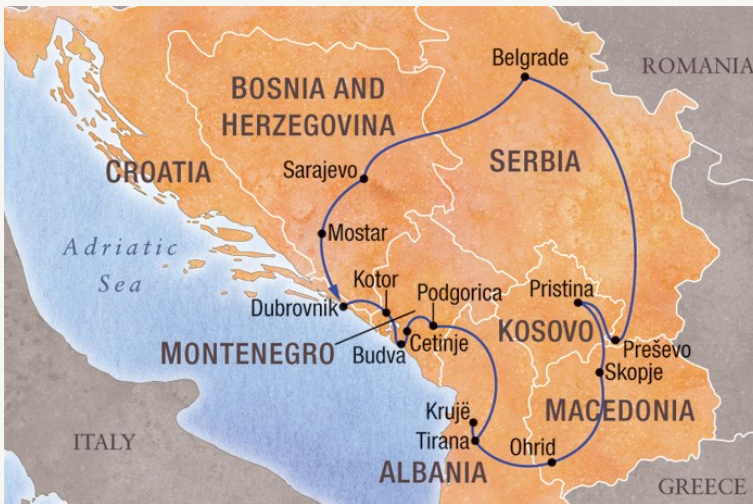 Belgrade
ROMANIA
BOSNIA AND
HERZEGOVINA
Sarajevo
SERBIA
CROATIA
Mostar
Adriatic
Sea
Kotor
Podgorica
Pristina
Dubrovnik
KOSOVO
MONTENEGRO
Budva
Cetinje
Preševo
Skopje
Krujë
MACEDONIA
Tirana
Ohrid
ITALY
ALBANIA
GREECE